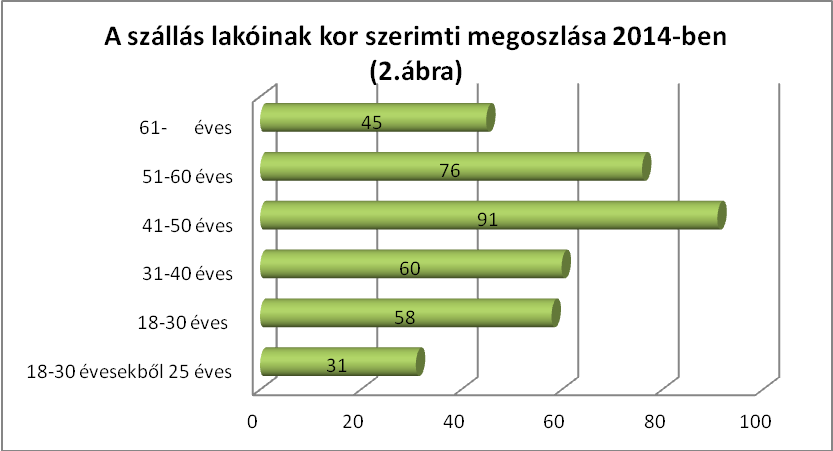 A szállás lakóinak kor szerimti megoszlása 2014-ben
(2.ábra)
61- éves
45
51-60 éves
76
41-50 éves
91
31-40 éves
60
18-30 éves
58
18-30 évesekből 25 éves
31
0 20 40 60 80 100